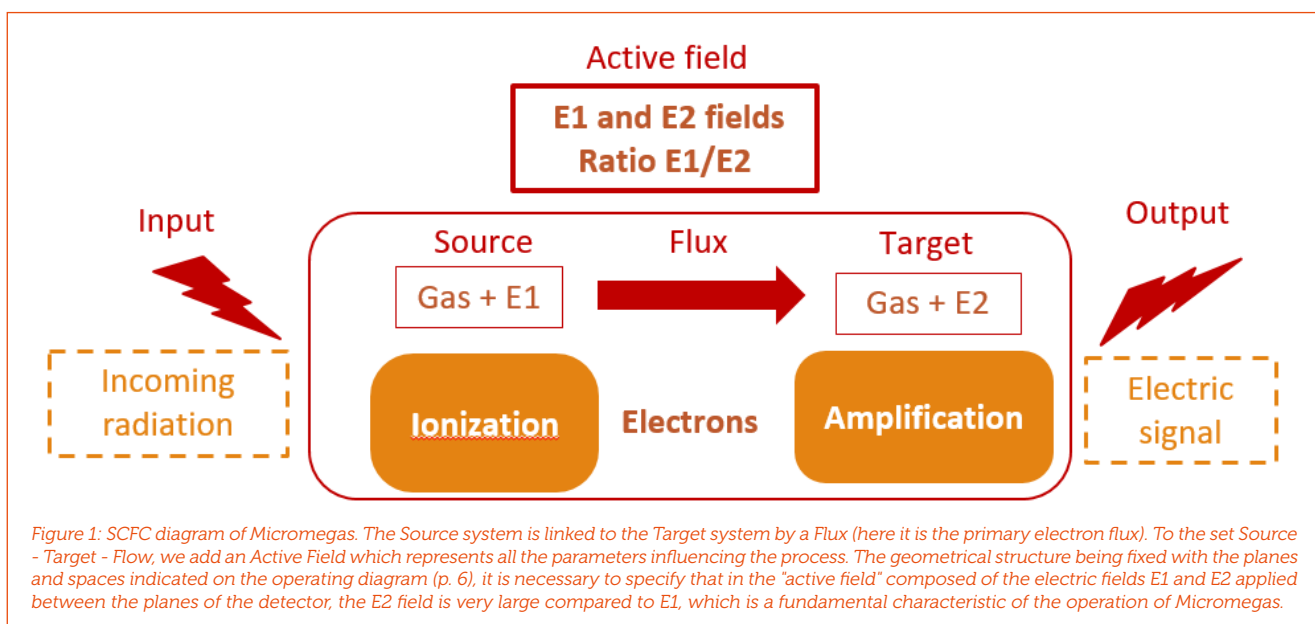 Active field
E1 and E2 fields
Ratio E1/E2
Input
Output
Source
Flux
Target
Gas + E1
Gas + E2
Incoming
radiation
Ionization
Electrons
Amplification
Electric
signal
Figure 1: SCFC diagram of Micromegas. The Source system is linked to the Target system by a Flux (here it is the primary electron flux). To the set Source
- Target - Flow, we add an Active Field which represents all the parameters influencing the process. The geometrical structure being fixed with the planes
and spaces indicated on the operating diagram (p. 6), it is necessary to specify that in the "active field" composed of the electric fields E1 and E2 applied
between the planes of the detector, the E2 field is very large compared to E1, which is a fundamental characteristic of the operation of Micromegas.